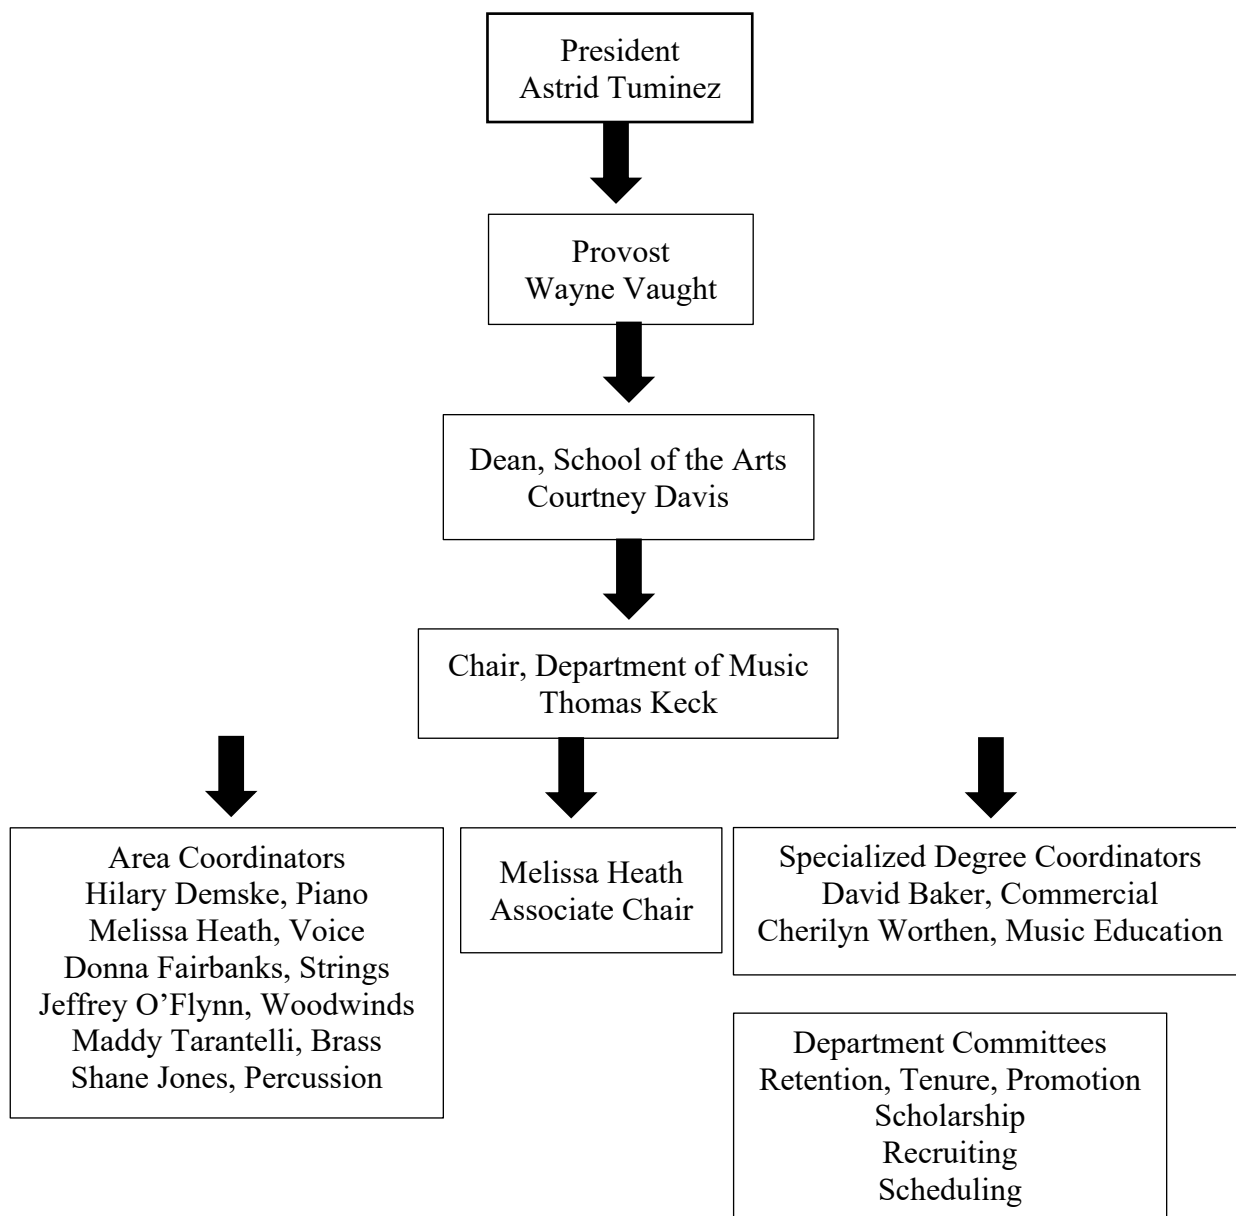 President
Astrid Tuminez
Provost
Wayne Vaught
Dean, School of the Arts
Courtney Davis
Chair, Department of Music
Thomas Keck
Area Coordinators
Hilary Demske, Piano
Melissa Heath, Voice
Donna Fairbanks, Strings
Jeffrey O’Flynn, Woodwinds
Maddy Tarantelli, Brass
Shane Jones, Percussion
Melissa Heath
Associate Chair
Specialized Degree Coordinators
David Baker, Commercial
Cherilyn Worthen, Music Education
Department Committees
Retention, Tenure, Promotion
Scholarship
Recruiting
Scheduling